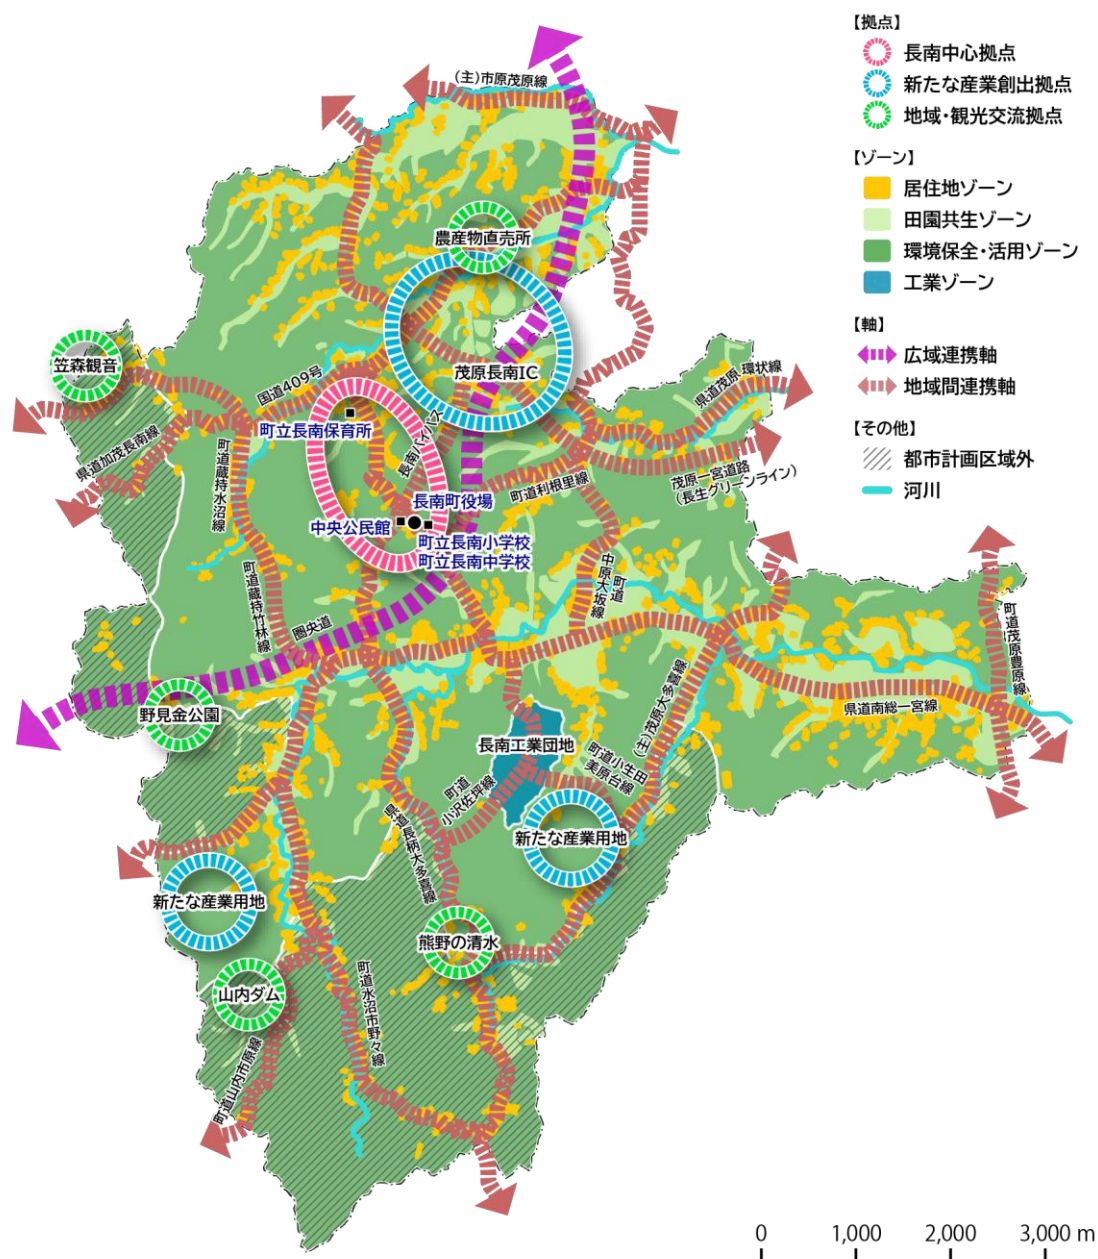 【拠点】
長南中心拠点
新たな産業創出拠点
地域・観光交流拠点
【ゾーン】
居住地ゾーン
田園共生ゾーン
環境保全・活用ゾーン
工業ゾーン
【軸】
広域連携軸
地域間連携軸
【その他】
都市計画区域外
河川
(主)市原茂原線
農産物直売所
笠森観音
茂原長南IC
国道409号
県道茂原環状線
町立長南保育所
長南バイパス
県道加茂長南線
町道蔵持水沼線
町道利根里線
茂原一宮道路
(長生グリーンライン)
長南町役場
中央公民館
町立長南小学校
町立長南中学校
町道
中原大坂線
町道蔵持竹林線
圏央道
町道茂原豊原線
野見金公園
(主)茂原大多喜線
県道南総一宮線
長南工業団地
町道小生田
美原台線
町道
小沢佐坪線
県道長柄大多喜線
新たな産業用地
新たな産業用地
熊野の清水
山内ダム
町道水沼市野々線
町道山内市原線
0 1,000 2,000 3,000 m